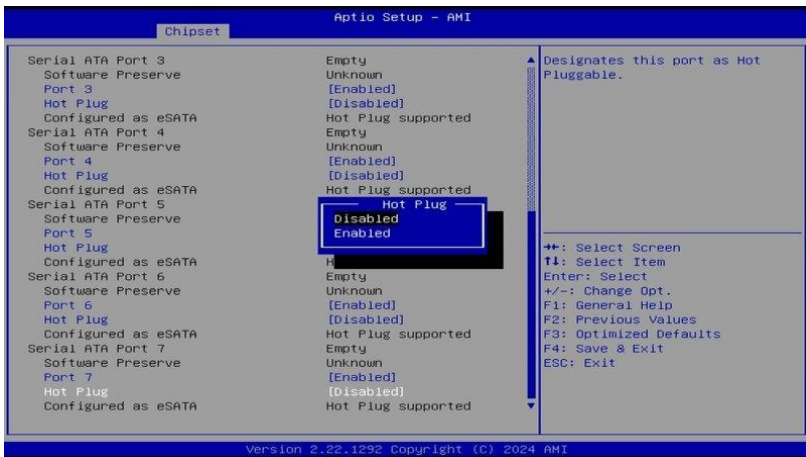 Aptio Setup – AMI
Chipset
Serial ATA Port 3 Empty
Software Preserve Unknown
Port 3 [Enabled]
Hot Plug [Disabled]
Configured as eSATA Hot Plug supported
Serial ATA Port 4 Empty
Software Preserve Unknown
Port 4 [Enabled]
Hot Plug [Disabled]
Configured as eSATA Hot Plug supported
Serial ATA Port 5
Software Preserve
Port 5
Hot Plug
Configured as eSATA H
Serial ATA Port 6 Empty
Software Preserve Unknown
Port 6 [Enabled]
Hot Plug [Disabled]
Configured as eSATA Hot Plug supported
Serial ATA Port 7 Empty
Software Preserve Unknown
Port 7 [Enabled]
Hot Plug [Disabled]
Configured as eSATA Hot Plug supported
Hot Plug
Disabled
Enabled
Designates this port as Hot
Pluggable.
→←: Select Screen
↑↓: Select Item
Enter: Select
+/-: Change Opt.
F1: General Help
F2: Previous Values
F3: Optimized Defaults
F4: Save & Exit
ESC: Exit
Version 2.22.1292 Copyright (C) 2024 AMI